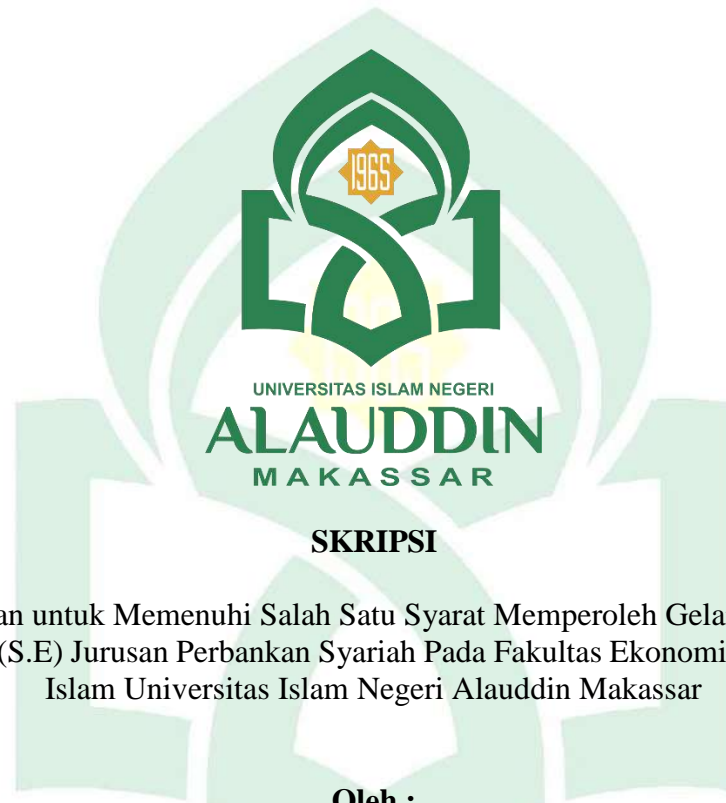 1965
UNIVERSITAS ISLAM NEGERI
ALAUDDIN
MAKASSAR
SKRIPSI
an untuk Memenuhi Salah Satu Syarat Memperoleh Gela
(S.E) Jurusan Perbankan Syariah Pada Fakultas Ekonomi
Islam Universitas Islam Negeri Alauddin Makassar
Oleh :